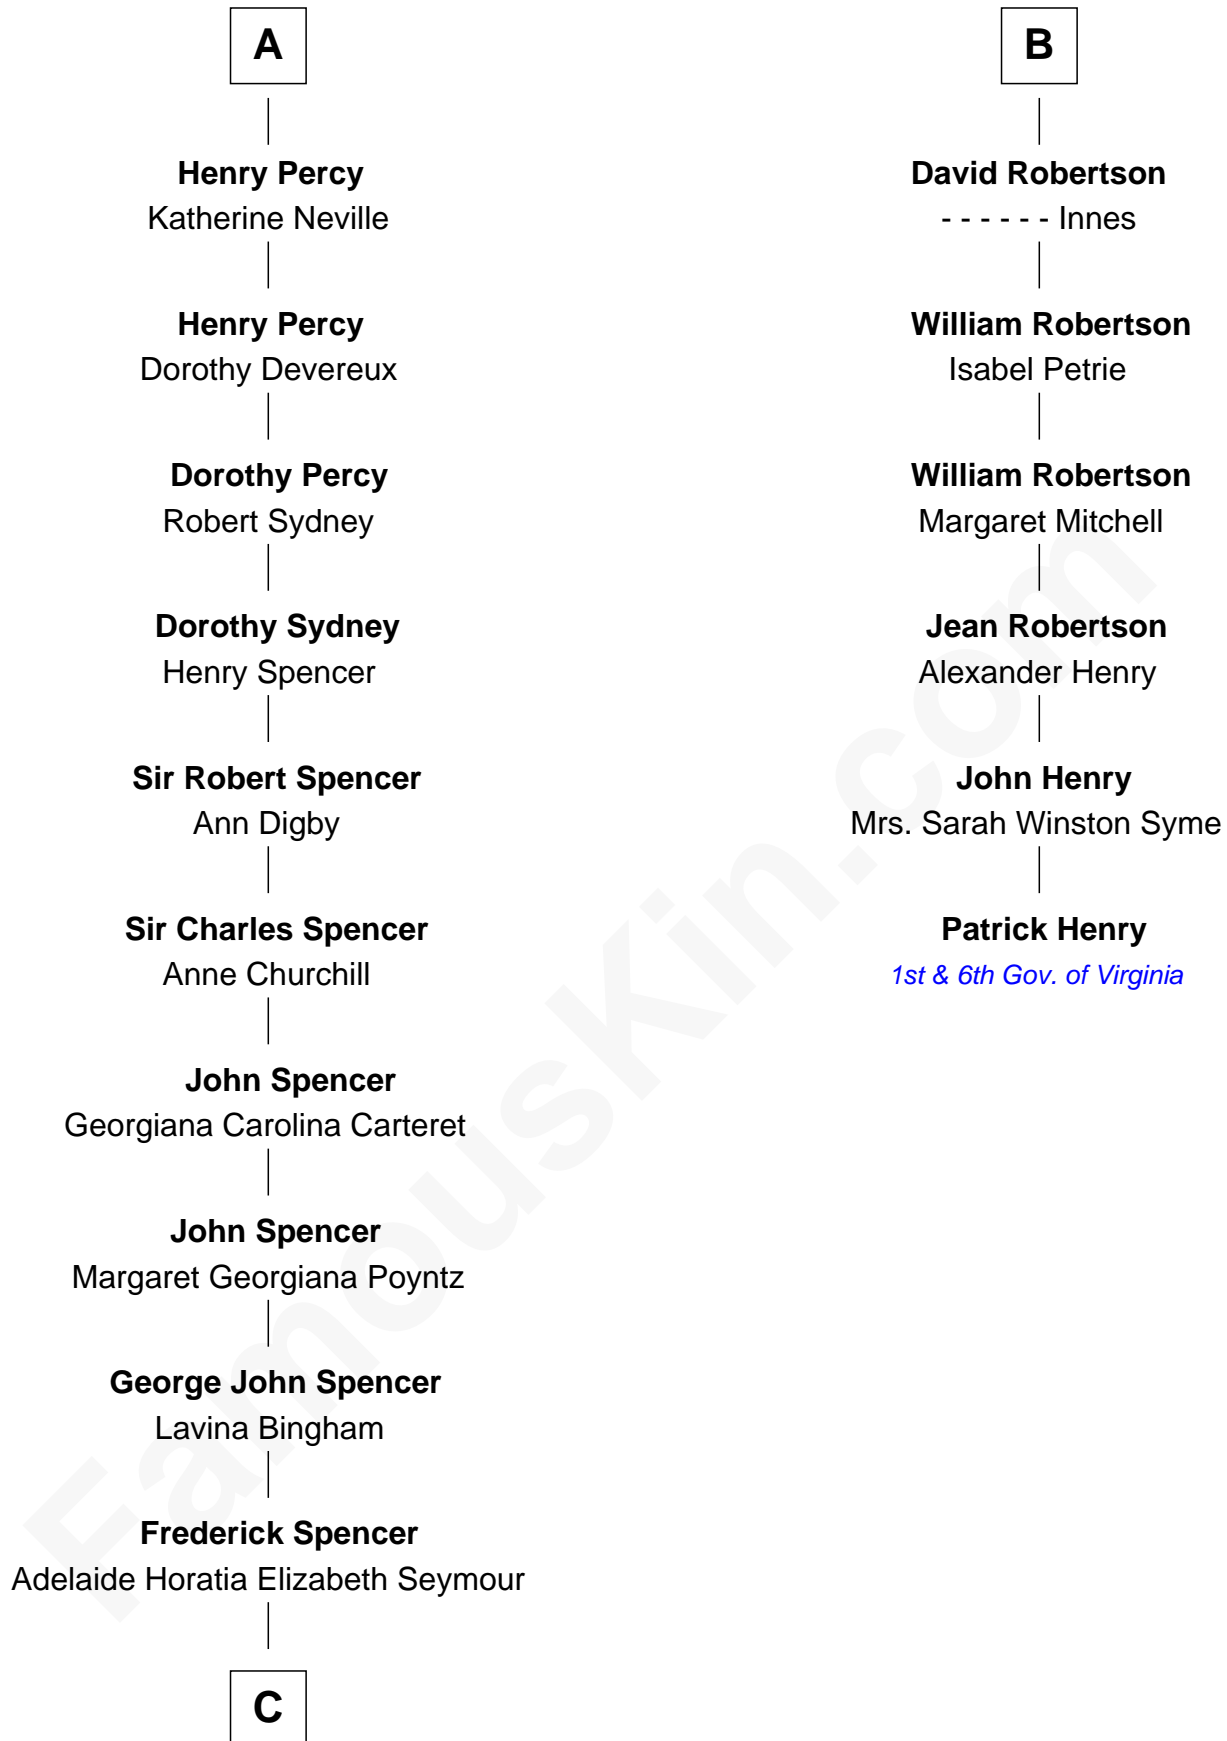 A
Henry Percy
Katherine Neville
Henry Percy
Dorothy Devereux
Dorothy Percy
Robert Sydney
Dorothy Sydney
Henry Spencer
Sir Robert Spencer
Ann Digby
Sir Charles Spencer
Anne Churchill
John Spencer
Georgiana Carolina Carteret
John Spencer
Margaret Georgiana Poyntz
George John Spencer
Lavina Bingham
Frederick Spencer
Adelaide Horatia Elizabeth Seymour
C
B
David Robertson
- - - - - - Innes
William Robertson
Isabel Petrie
William Robertson
Margaret Mitchell
Jean Robertson
Alexander Henry
John Henry
Mrs. Sarah Winston Syme
Patrick Henry
1st & 6th Gov. of Virginia
FamousKin.com